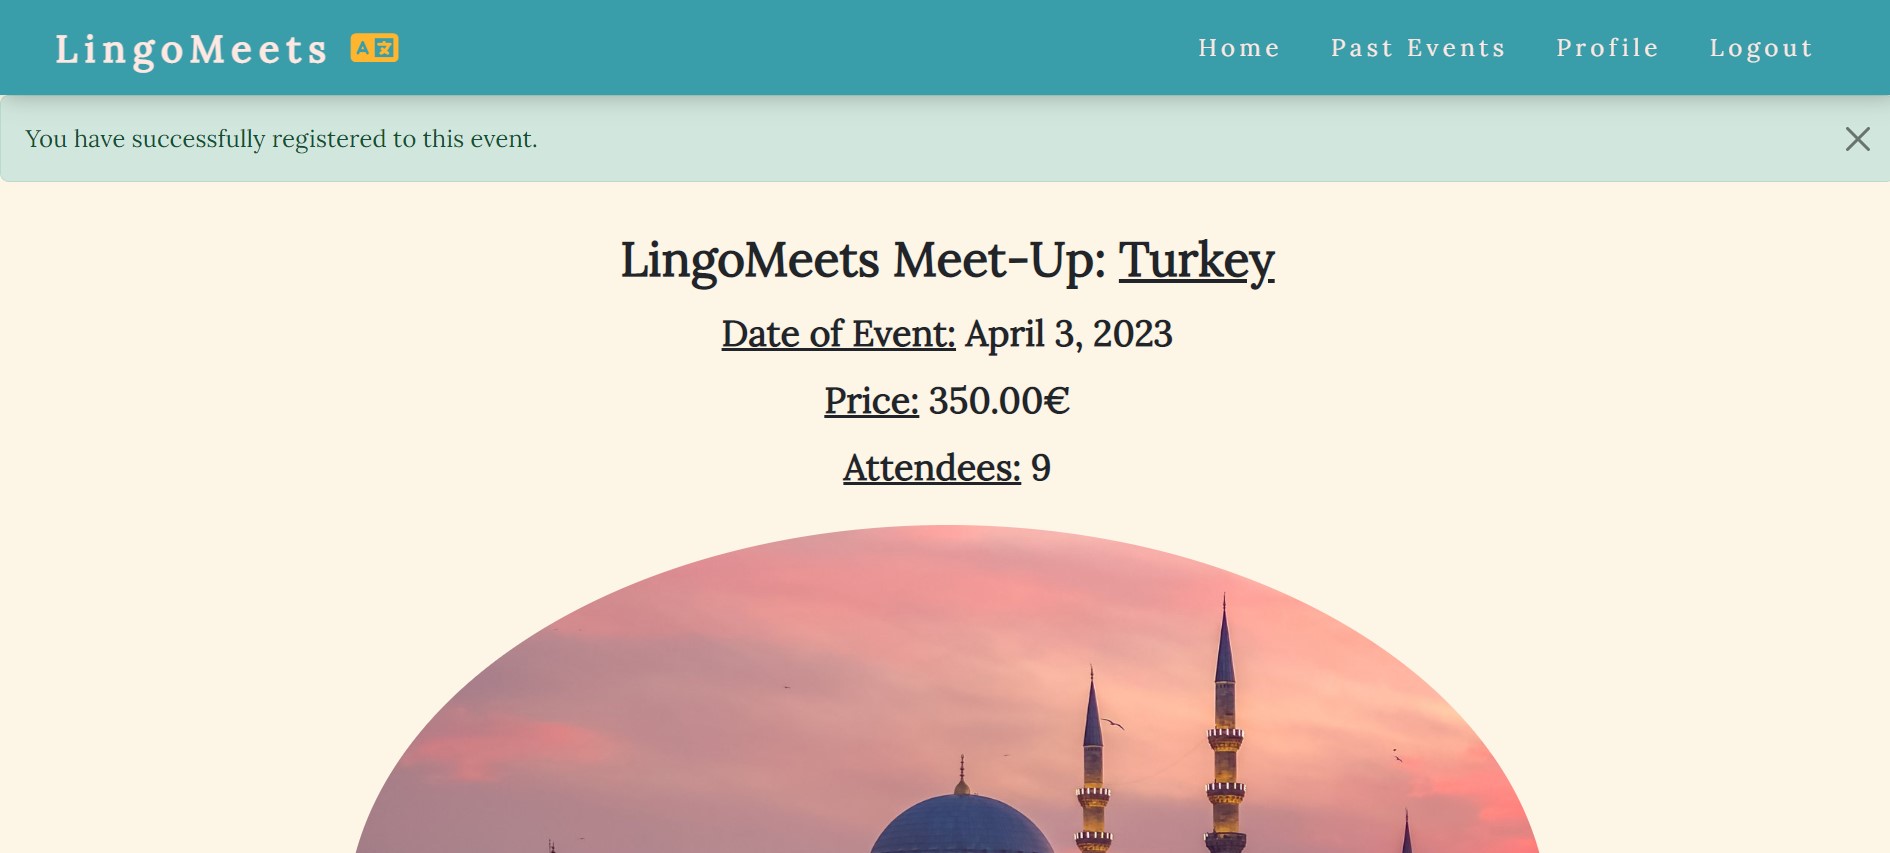 LingoMeets A 文
Home Past Events Profile Logout
You have successfully registered to this event.
LingoMeets Meet-Up: Turkey
Date of Event: April 3, 2023
Price: 350.00€
Attendees: 9